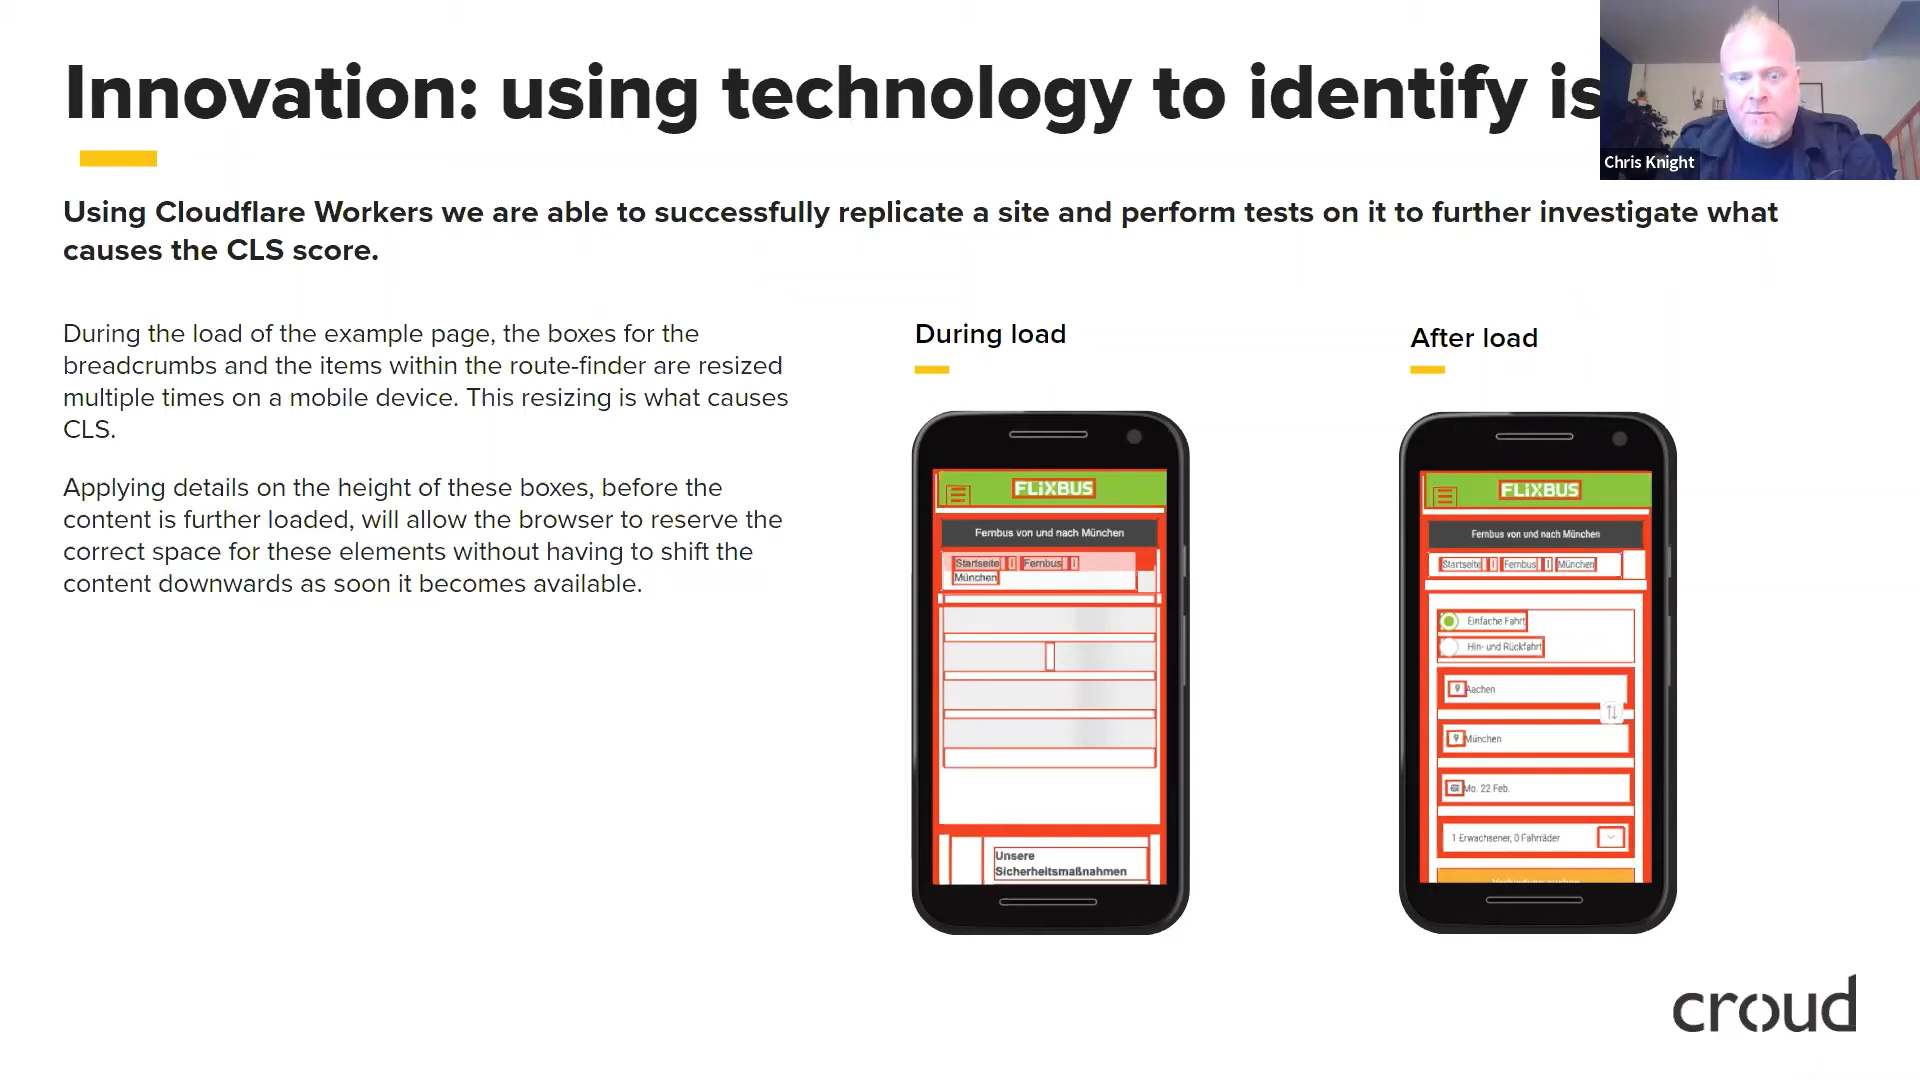 Innovation: using technology to identify is
Chris Knight
Using Cloudflare Workers we are able to successfully replicate a site and perform tests on it to further investigate what
causes the CLS score.
During the load of the example page, the boxes for the
breadcrumbs and the items within the route-finder are resized
multiple times on a mobile device. This resizing is what causes
CLS.
Applying details on the height of these boxes, before the
content is further loaded, will allow the browser to reserve the
correct space for these elements without having to shift the
content downwards as soon it becomes available.
During load
FLiXBUS
Fernbus von und nach München
Startseite | Fernbus |
München
Unsere
Sicherheitsmaßnahmen
After load
FLiXBUS
Fernbus von und nach München
Startseite | Fernbus | München
Einfache Fahrt
Hin- und Rückfahrt
Aachen
München
Mo. 22 Feb.
1 Erwachsener, 0 Fahrräder
croud